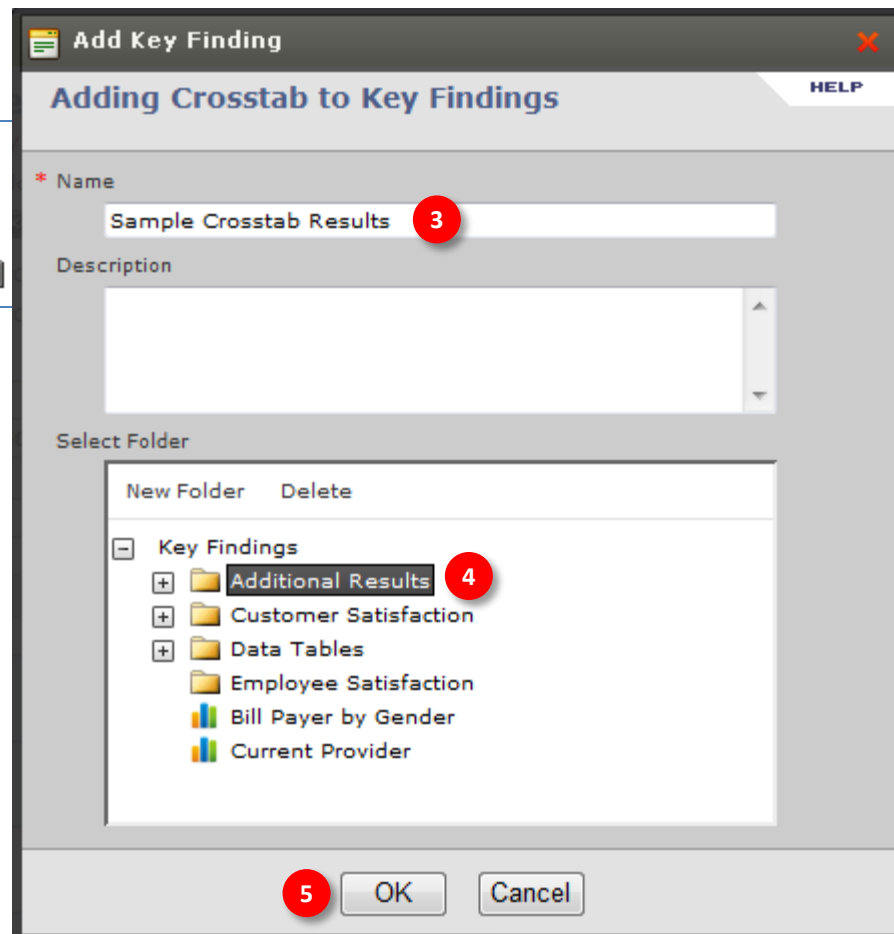 Add Key Finding
Adding Crosstab to Key Findings
HELP
* Name
Sample Crosstab Results 3
Description
Select Folder
New Folder Delete
Key Findings
Additional Results 4
Customer Satisfaction
Data Tables
Employee Satisfaction
Bill Payer by Gender
Current Provider
5 OK Cancel